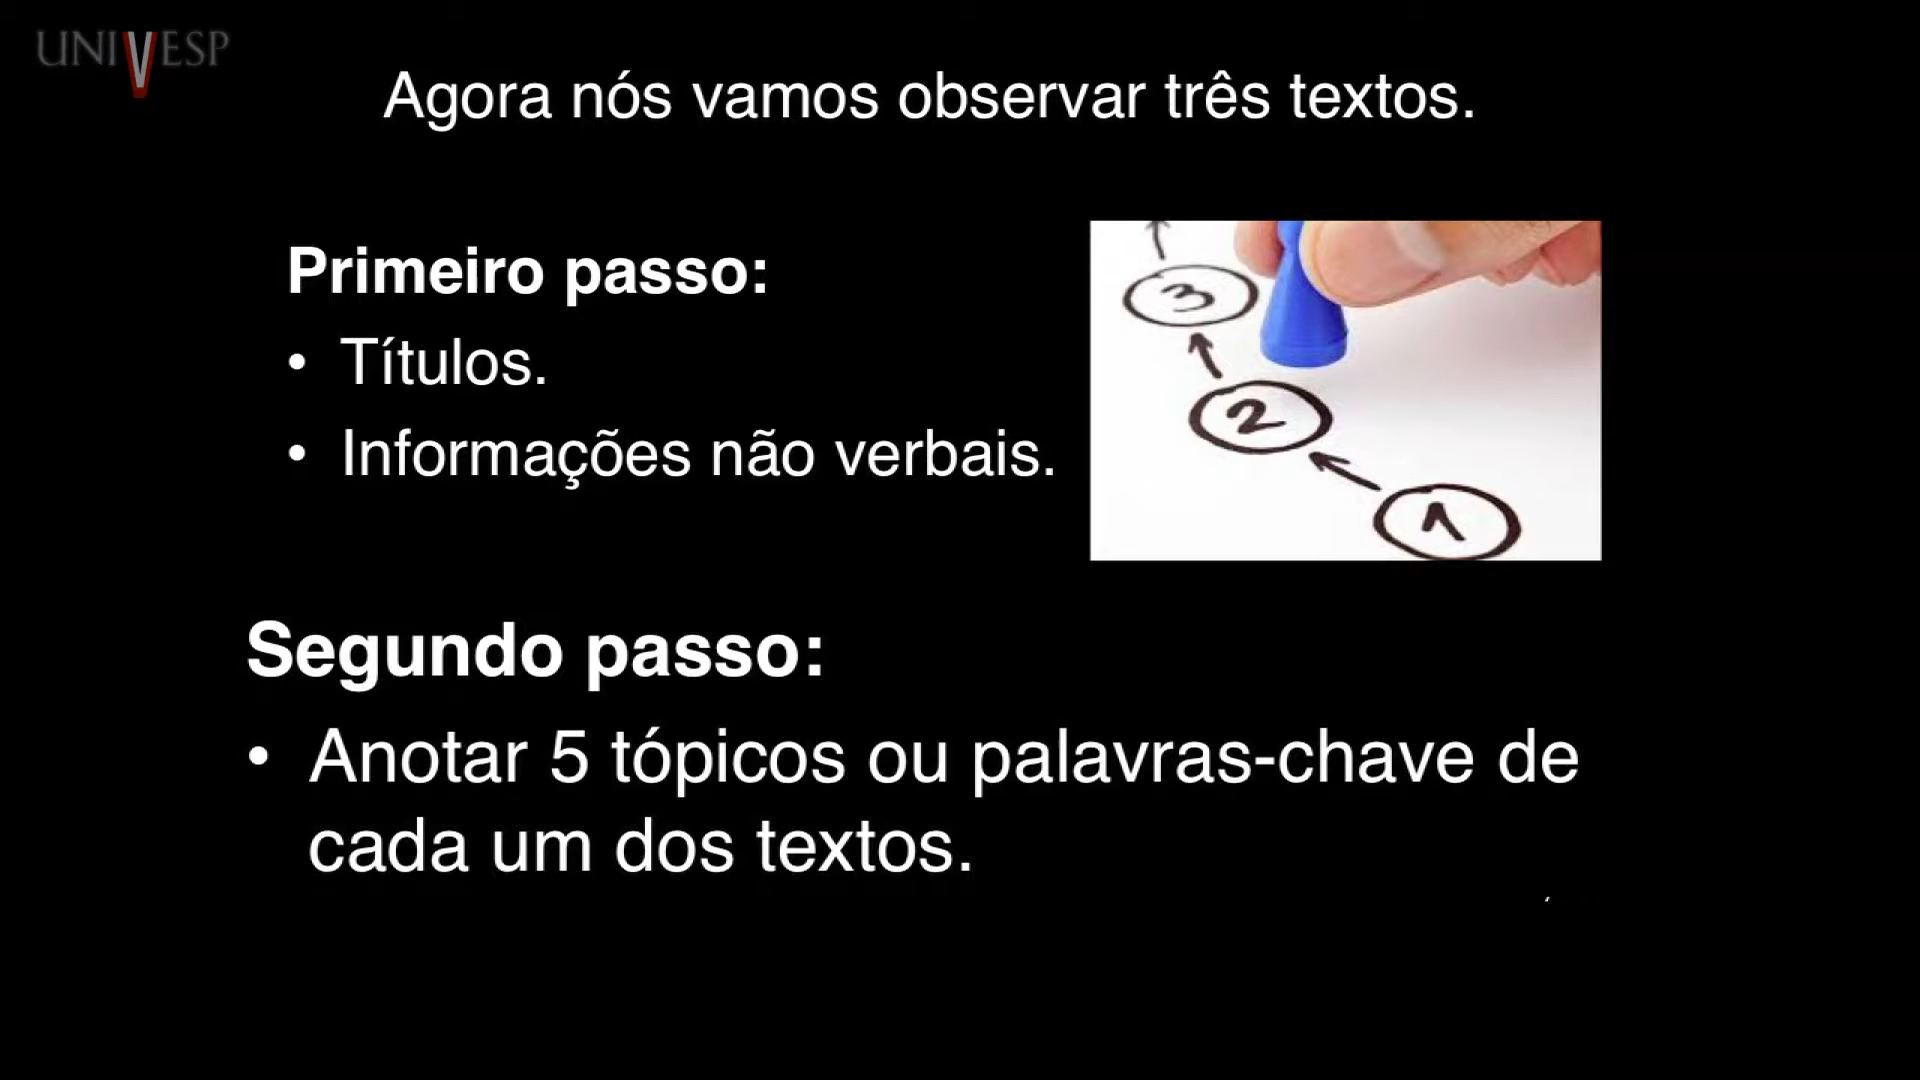 UNIVESP
Agora nós vamos observar três textos.
Primeiro passo:
• Títulos.
• Informações não verbais.
3
2
1
Segundo passo:
• Anotar 5 tópicos ou palavras-chave de
cada um dos textos.